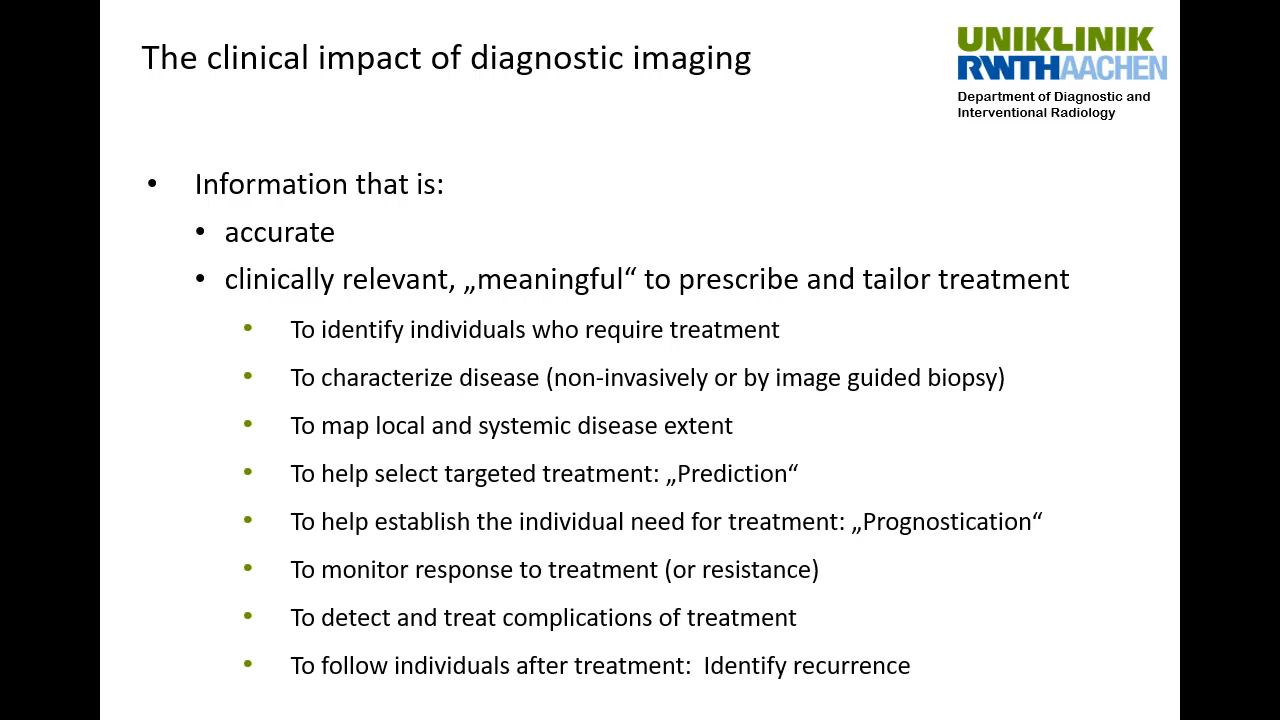 The clinical impact of diagnostic imaging
UNIKLINIK
RWTHAACHEN
Department of Diagnostic and
Interventional Radiology
• Information that is:
• accurate
• clinically relevant, „meaningful“ to prescribe and tailor treatment
• To identify individuals who require treatment
• To characterize disease (non-invasively or by image guided biopsy)
• To map local and systemic disease extent
• To help select targeted treatment: „Prediction“
• To help establish the individual need for treatment: „Prognostication“
• To monitor response to treatment (or resistance)
• To detect and treat complications of treatment
• To follow individuals after treatment: Identify recurrence